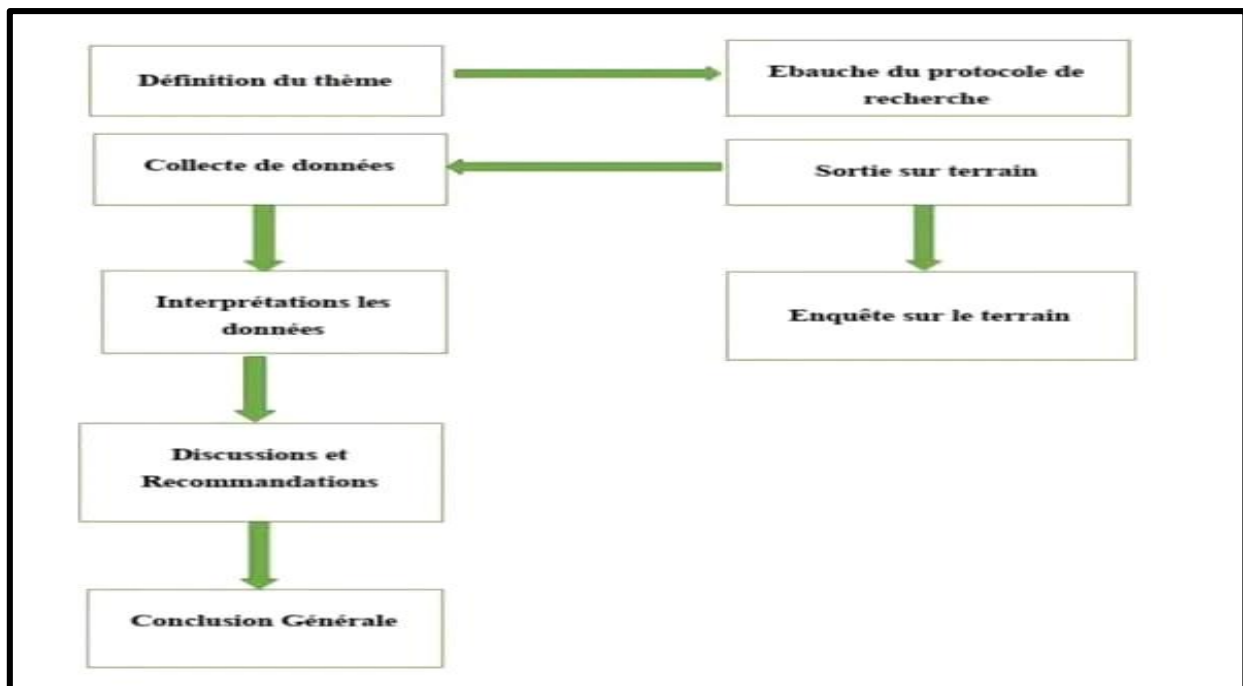 Définition du thème
Ebauche du protocole de
recherche
Collecte de données
Sortie sur terrain
Interprétations les
données
Enquête sur le terrain
Discussions et
Recommandations
Conclusion Générale